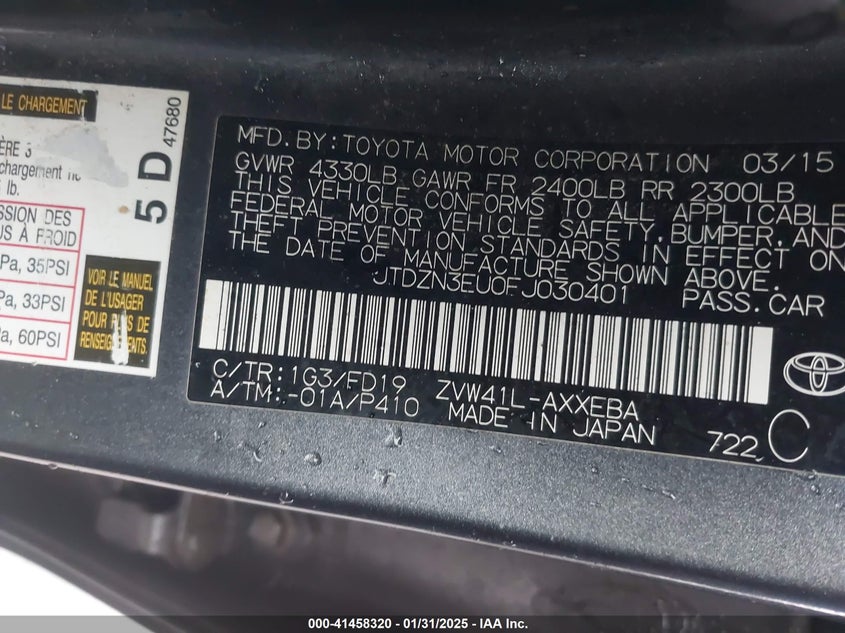 LE CHARGEMENT
ÈRE 3
chargement
lb.
5 D
47680
SSION DES
US À FROID
Pa, 35PSI
Pa, 33PSI
Pa, 60PSI
VOIR LE MANUEL
DE L'USAGER
POUR PLUS DE
RENSEIGNEMENTS.
MFD.BY:TOYOTA MOTOR CORPORATION 03/15
GVWR 4330LB GAWR FR 2400LB RR 2300LB
THIS VEHICLE CONFORMS TO ALL APPLICABLE
FEDERAL MOTOR VEHICLE SAFETY,BUMPER,AND
THEFT PREVENTION STANDARDS IN EFFECT ON
THE DATE OF MANUFACTURE SHOWN ABOVE.
JTDZN3EU0FJ030401 PASS.CAR
C/TR:1G3/FD19 ZVW41L-AXXEBA
A/TM:-01A/P410 MADE IN JAPAN
722 C
000-41458320 - 01/31/2025 - IAA Inc.